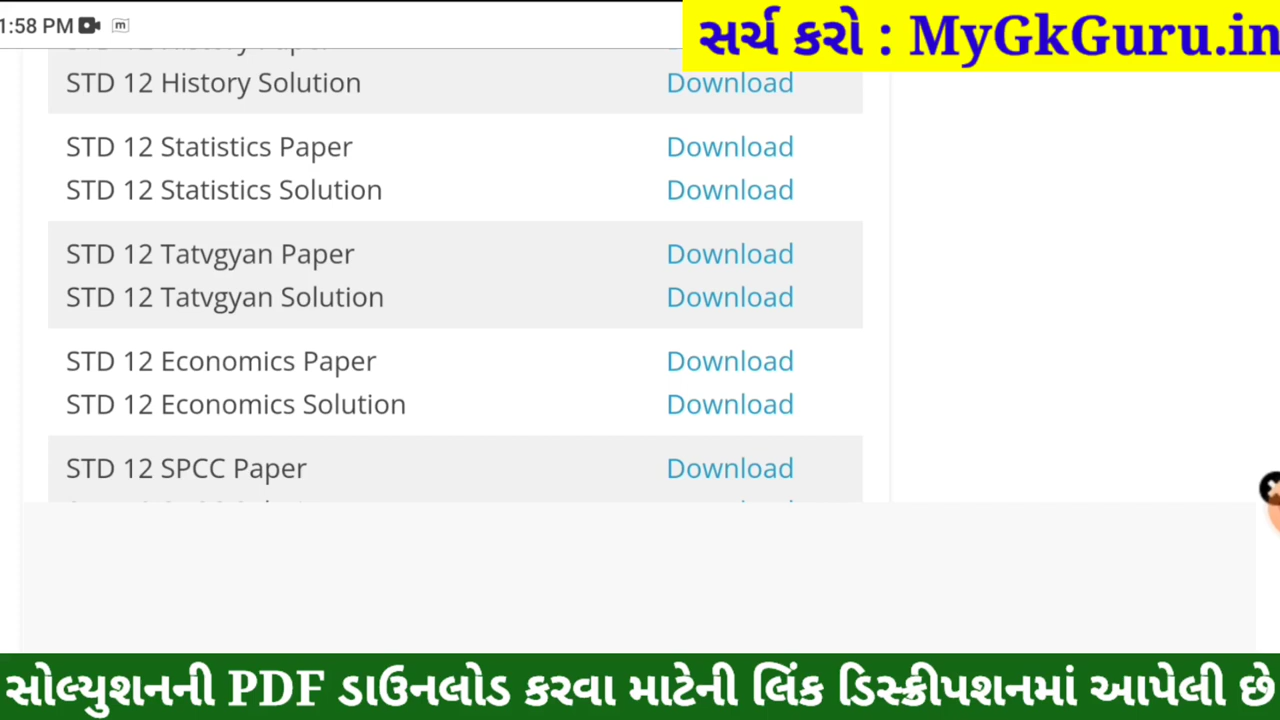 1:58 PM
સર્ચ કરો : MyGkGuru.in
STD 12 History Solution Download
STD 12 Statistics Paper Download
STD 12 Statistics Solution Download
STD 12 Tatvgyan Paper Download
STD 12 Tatvgyan Solution Download
STD 12 Economics Paper Download
STD 12 Economics Solution Download
STD 12 SPCC Paper Download
સોલ્યુશનની PDF ડાઉનલોડ કરવા માટેની લિંક ડિસ્ક્રીપશનમાં આપેલી છે